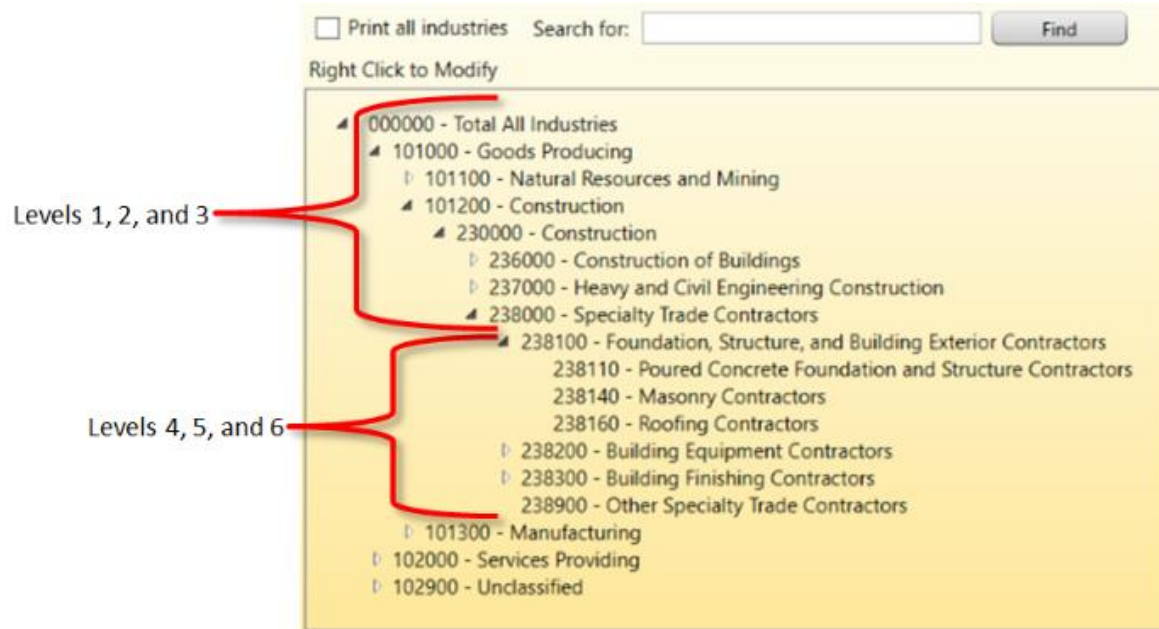 Print all industries Search for: Find
Right Click to Modify
000000 - Total All Industries
101000 - Goods Producing
101100 - Natural Resources and Mining
Levels 1, 2, and 3
101200 - Construction
230000 - Construction
236000 - Construction of Buildings
237000 - Heavy and Civil Engineering Construction
238000 - Specialty Trade Contractors
238100 - Foundation, Structure, and Building Exterior Contractors
238110 - Poured Concrete Foundation and Structure Contractors
238140 - Masonry Contractors
Levels 4, 5, and 6
238160 - Roofing Contractors
238200 - Building Equipment Contractors
238300 - Building Finishing Contractors
238900 - Other Specialty Trade Contractors
101300 - Manufacturing
102000 - Services Providing
102900 - Unclassified